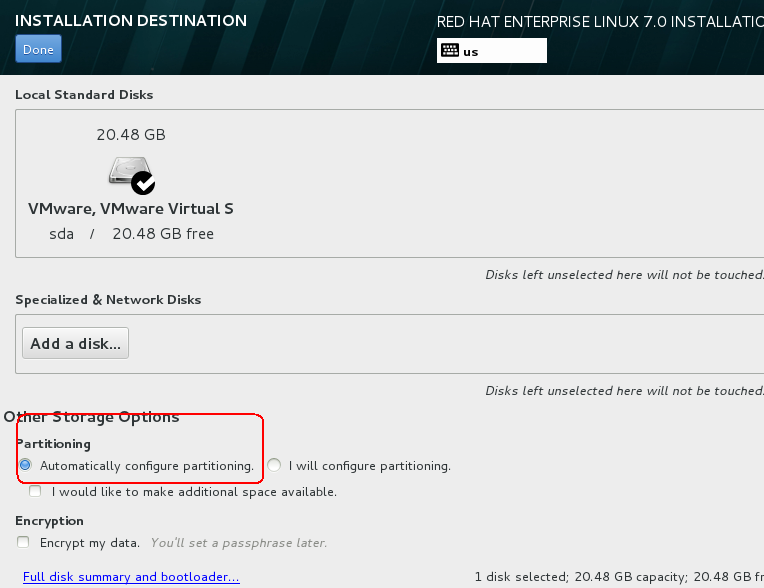 INSTALLATION DESTINATION
RED HAT ENTERPRISE LINUX 7.0 INSTALLATIO
Done
us
Local Standard Disks
20.48 GB
VMware, VMware Virtual S
sda / 20.48 GB free
Disks left unselected here will not be touched.
Specialized & Network Disks
Add a disk...
Disks left unselected here will not be touched.
Other Storage Options
Partitioning
Automatically configure partitioning. I will configure partitioning.
I would like to make additional space available.
Encryption
Encrypt my data. You'll set a passphrase later.
Full disk summary and bootloader... 1 disk selected; 20.48 GB capacity; 20.48 GB fr